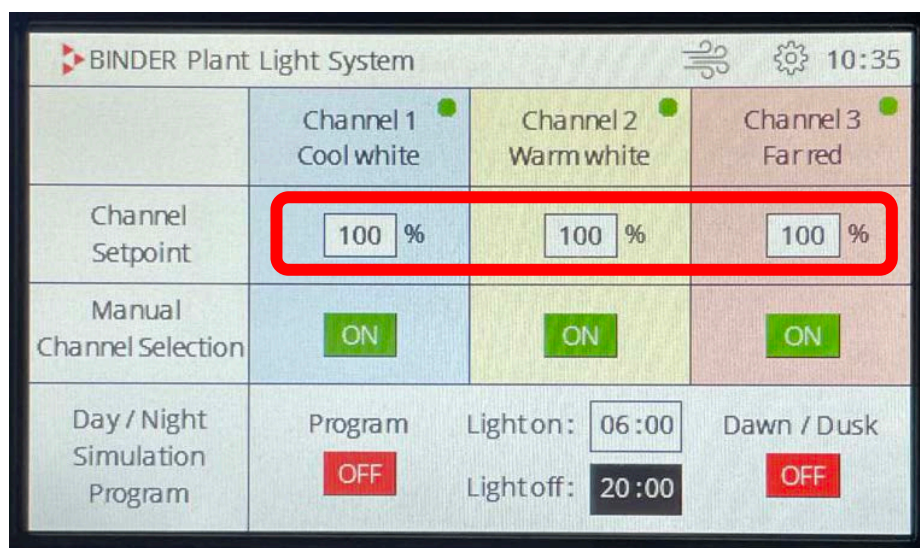 BINDER Plant Light System 10:35
Channel 1 Channel 2 Channel 3
Cool white Warm white Far red
Channel
Setpoint
100 % 100 % 100 %
Manual
Channel Selection
ON ON ON
Day / Night
Simulation
Program
Program
OFF
Light on: 06:00
Light off: 20:00
Dawn / Dusk
OFF